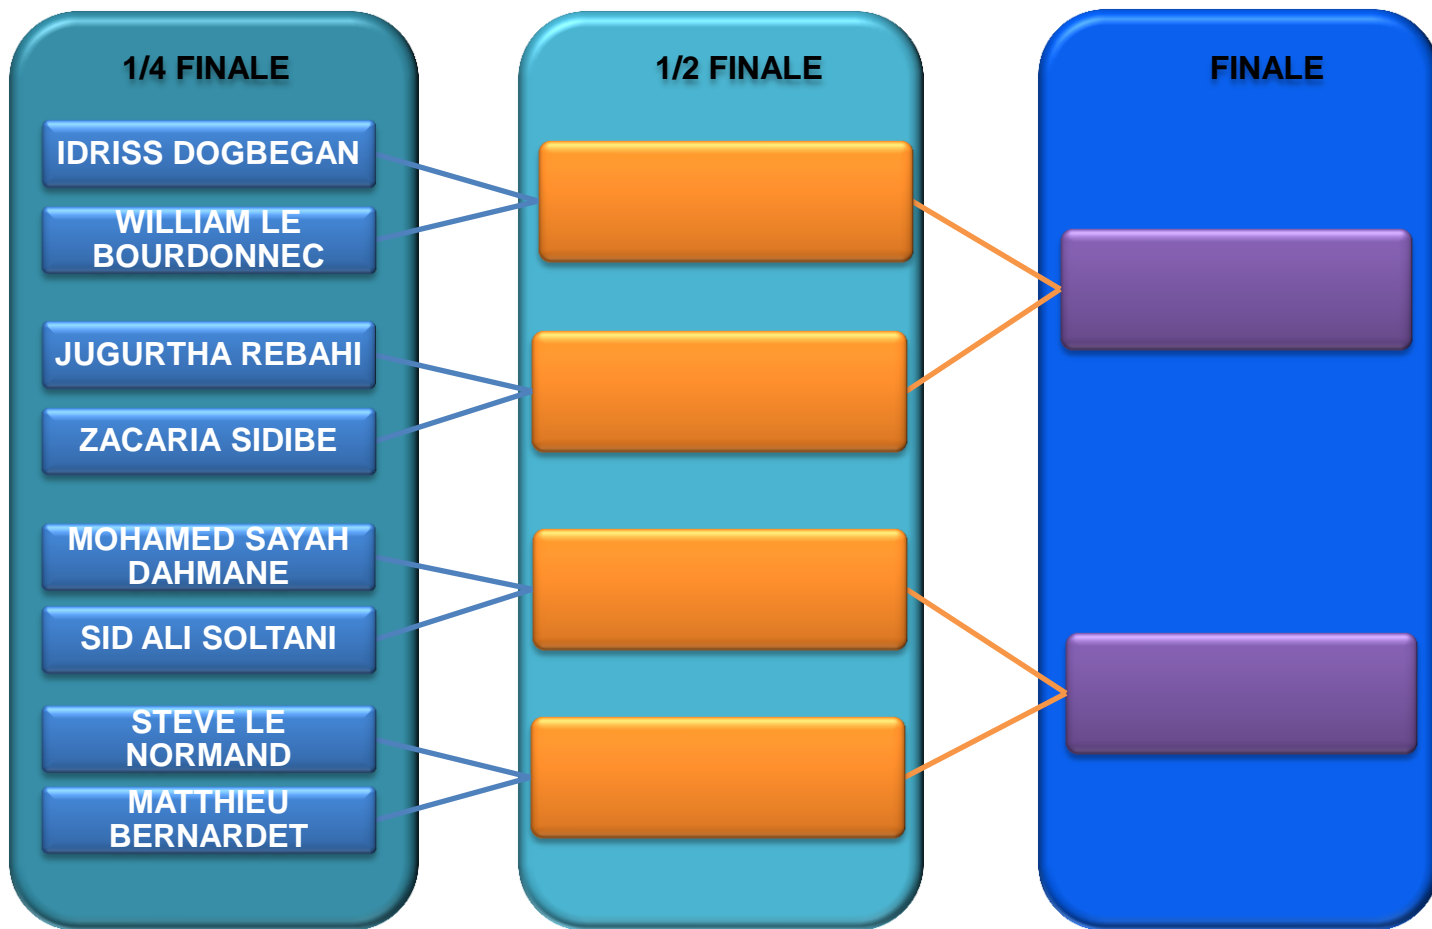 1/4 FINALE
IDRISS DOGBEGAN
WILLIAM LE
BOURDONNEC
JUGURTHA REBAHI
ZACARIA SIDIBE
MOHAMED SAYAH
DAHMANE
SID ALI SOLTANI
STEVE LE
NORMAND
MATTHIEU
BERNARDET
1/2 FINALE
FINALE